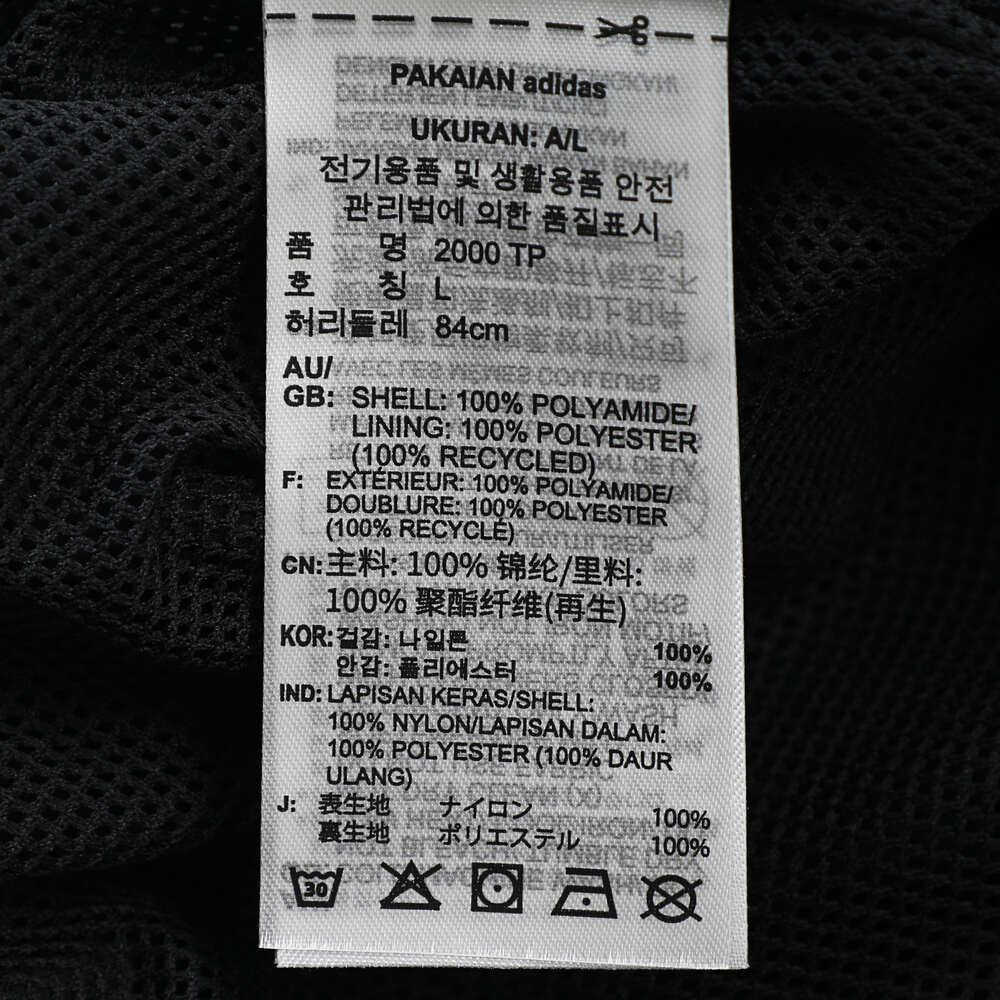 PAKAIAN adidas
UKURAN: A/L
전기용품 및 생활용품 안전
관리법에 의한 품질표시
품 명 2000 TP
호 칭 L
허리둘레 84cm
AU/
GB: SHELL: 100% POLYAMIDE/
LINING: 100% POLYESTER
(100% RECYCLED)
F: EXTÉRIEUR: 100% POLYAMIDE/
DOUBLURE: 100% POLYESTER
(100% RECYCLÉ)
CN: 主料: 100% 锦纶/里料:
100% 聚酯纤维(再生)
KOR: 겉감: 나일론 100%
안감: 폴리에스터 100%
IND: LAPISAN KERAS/SHELL:
100% NYLON/LAPISAN DALAM:
100% POLYESTER (100% DAUR
ULANG)
J: 表生地 ナイロン 100%
裏生地 ポリエステル 100%
30